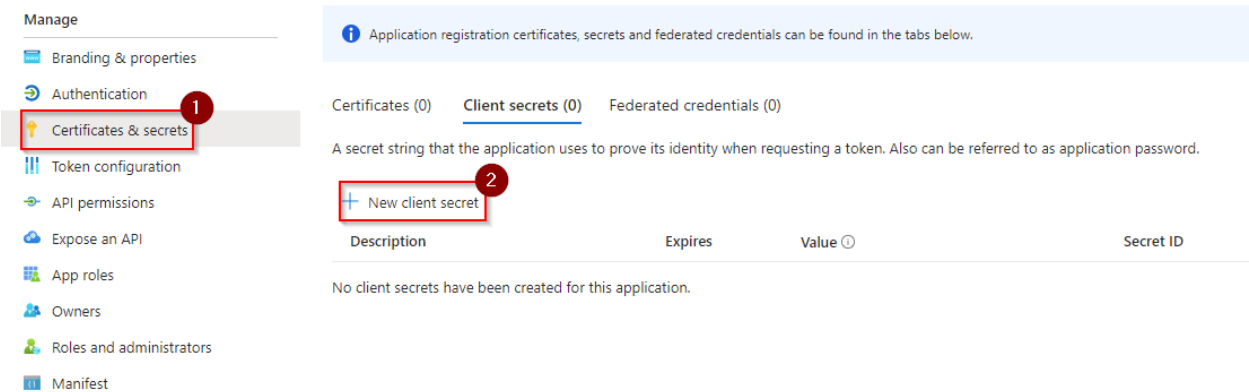 Manage
Branding & properties
Authentication
1
Certificates & secrets
Token configuration
API permissions
Expose an API
App roles
Owners
Roles and administrators
Manifest
Application registration certificates, secrets and federated credentials can be found in the tabs below.
Certificates (0) Client secrets (0) Federated credentials (0)
A secret string that the application uses to prove its identity when requesting a token. Also can be referred to as application password.
2
New client secret
Description Expires Value Secret ID
No client secrets have been created for this application.